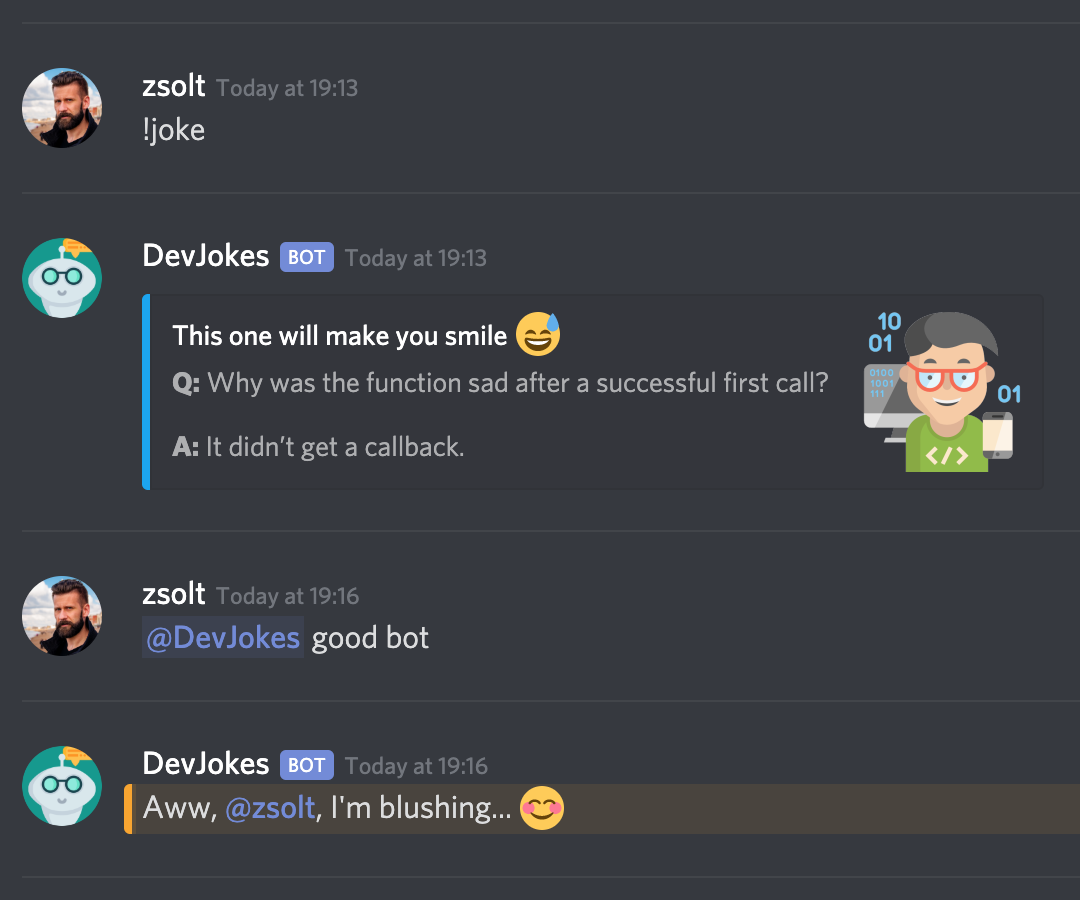 zsolt Today at 19:13
!joke
DevJokes BOT Today at 19:13
This one will make you smile 😅
Q: Why was the function sad after a successful first call?
A: It didn’t get a callback.
10
01
0100
1001
111
01
</>
zsolt Today at 19:16
@DevJokes good bot
DevJokes BOT Today at 19:16
Aww, @zsolt, I'm blushing... 😊